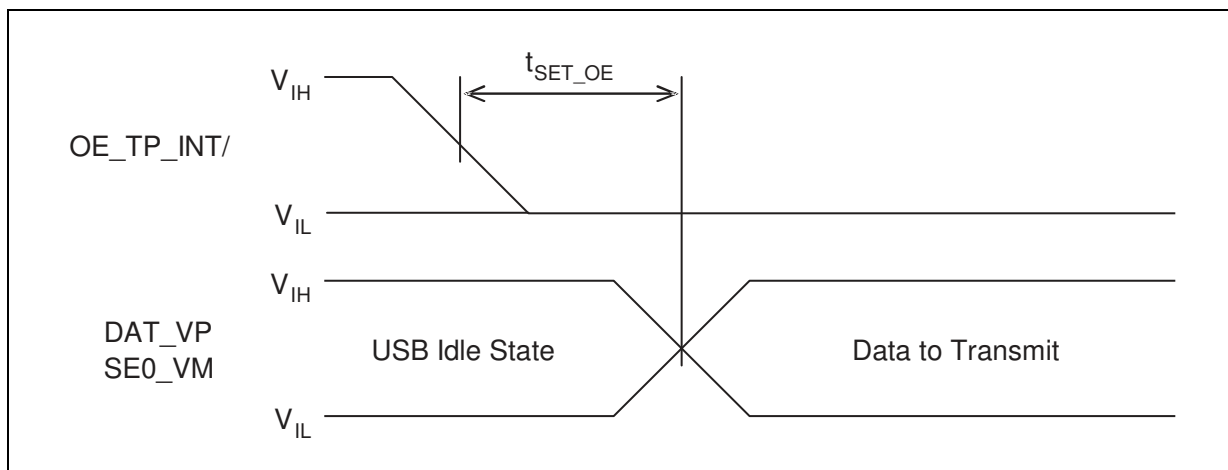 t_SET_OE
V_IH
OE_TP_INT/
V_IL
V_IH
DAT_VP
SE0_VM
USB Idle State
Data to Transmit
V_IL